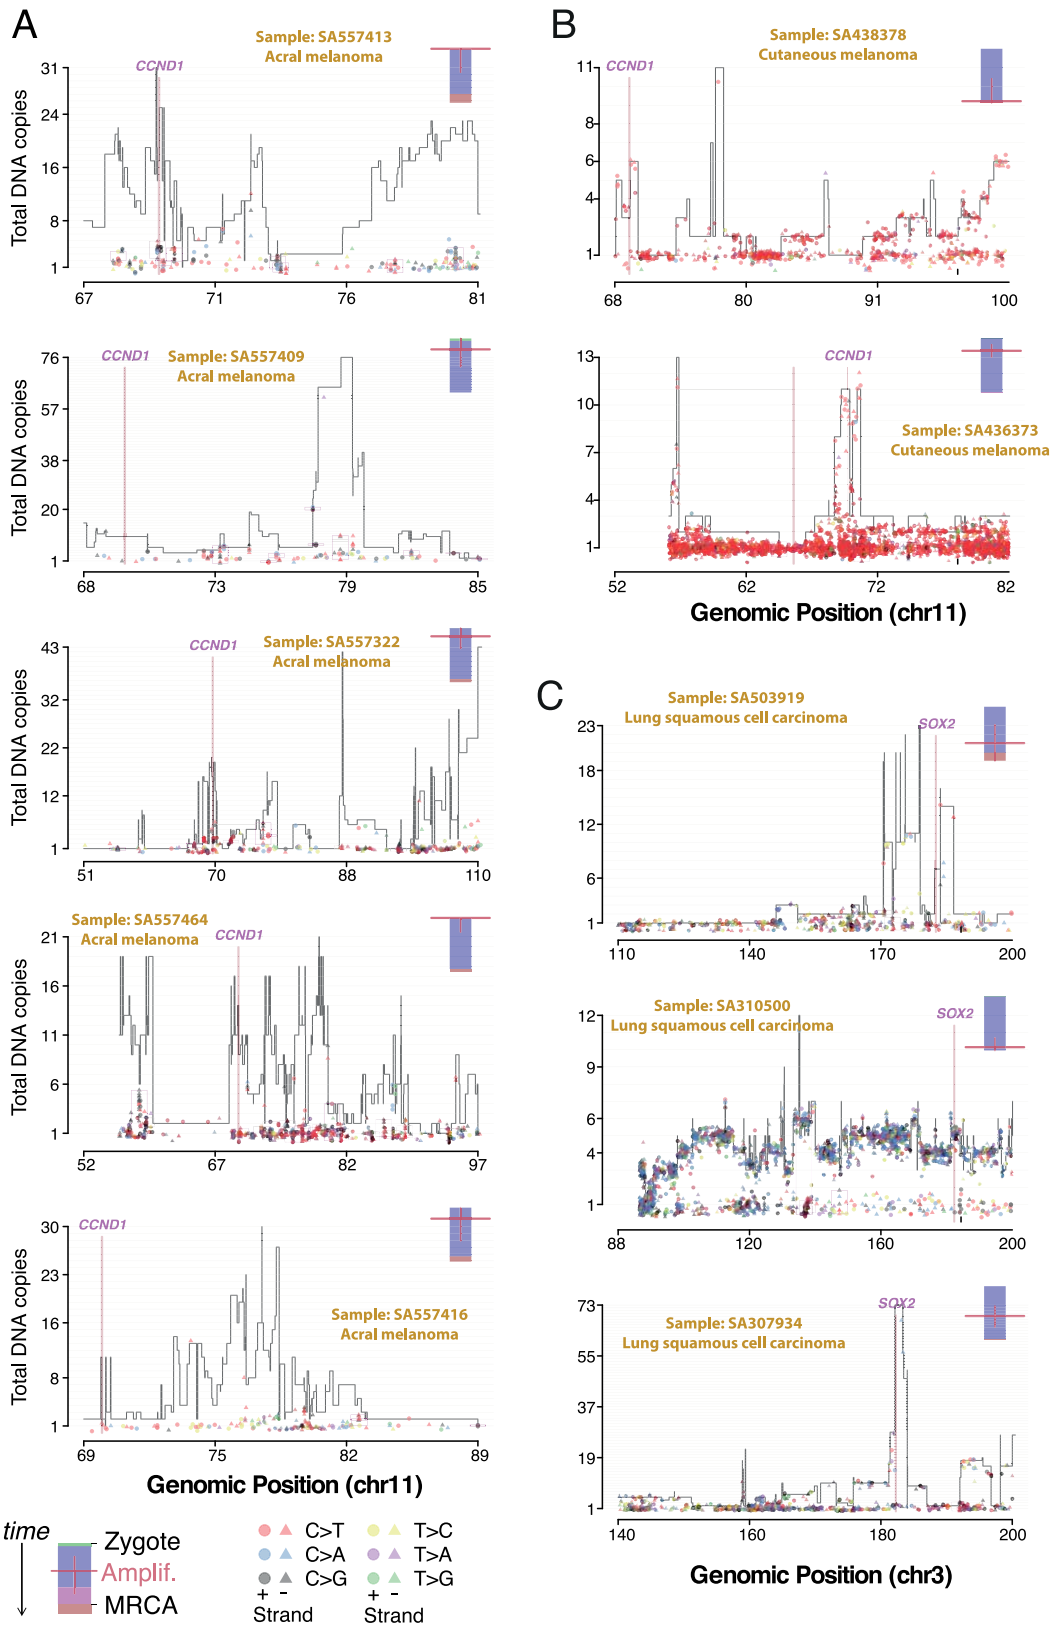 A
Sample: SA557413
Acral melanoma
CCND1
Total DNA copies
31
24
16
8
1
67
71
76
81
CCND1
Sample: SA557409
Acral melanoma
Total DNA copies
76
57
38
20
1
68
73
79
85
CCND1
Sample: SA557322
Acral melanoma
Total DNA copies
43
32
22
12
1
51
70
88
110
Sample: SA557464
Acral melanoma
CCND1
Total DNA copies
21
16
11
6
1
52
67
82
97
CCND1
Sample: SA557416
Acral melanoma
Total DNA copies
30
23
16
8
1
69
75
82
89
Genomic Position (chr11)
B
Sample: SA438378
Cutaneous melanoma
CCND1
11
8
6
4
1
68
80
91
100
CCND1
Sample: SA436373
Cutaneous melanoma
13
10
7
4
1
52
62
72
82
Genomic Position (chr11)
C
Sample: SA503919
Lung squamous cell carcinoma
SOX2
23
18
12
6
1
110
140
170
200
Sample: SA310500
Lung squamous cell carcinoma
SOX2
12
9
6
4
1
88
120
160
200
SOX2
Sample: SA307934
Lung squamous cell carcinoma
73
55
37
19
1
140
160
180
200
Genomic Position (chr3)
time
Zygote
Amplif.
MRCA
C>T
C>A
C>G
+ -
Strand
T>C
T>A
T>G
+ -
Strand